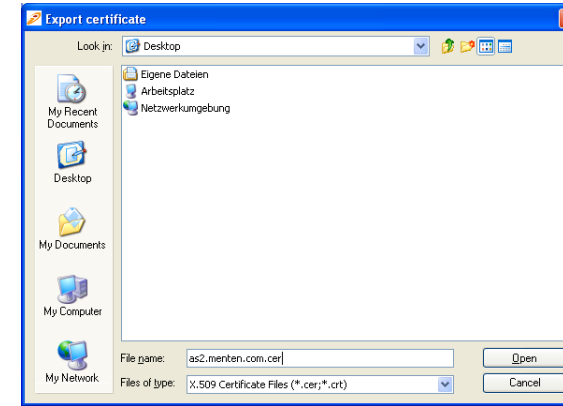 Export certificate
Look in:
Desktop
My Recent
Documents
Desktop
My Documents
My Computer
My Network
Eigene Dateien
Arbeitsplatz
Netzwerkumgebung
File name:
as2.menten.com.cer
Open
Files of type:
X.509 Certificate Files (*.cer;*.crt)
Cancel